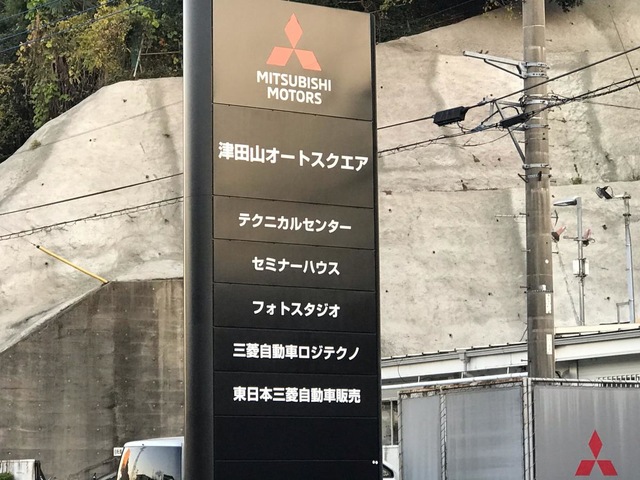 MITSUBISHI
MOTORS
津田山オートスクエア
テクニカルセンター
セミナーハウス
フォトスタジオ
三菱自動車ロジテクノ
東日本三菱自動車販売